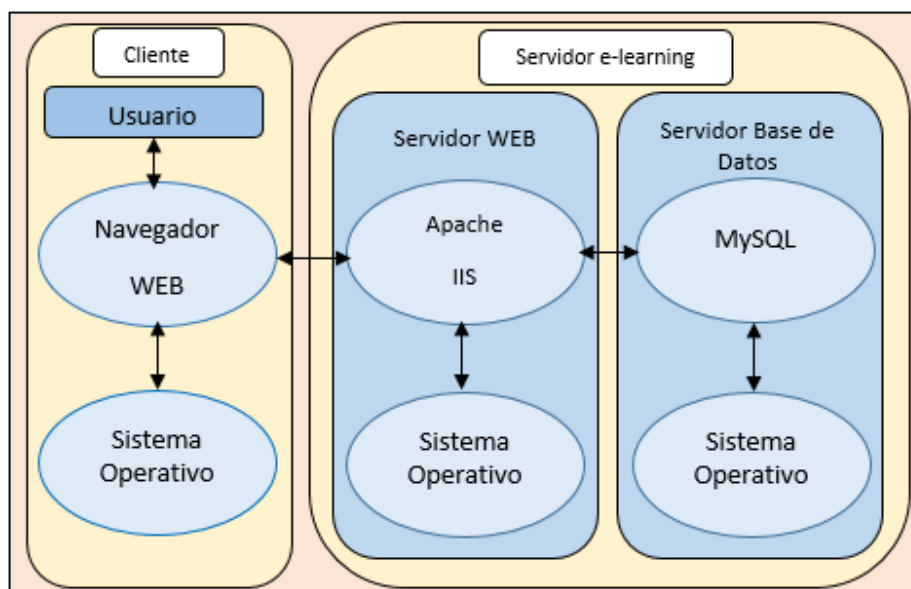 Cliente
Usuario
Navegador
WEB
Sistema
Operativo
Servidor e-learning
Servidor WEB
Apache
IIS
Sistema
Operativo
Servidor Base de
Datos
MySQL
Sistema
Operativo